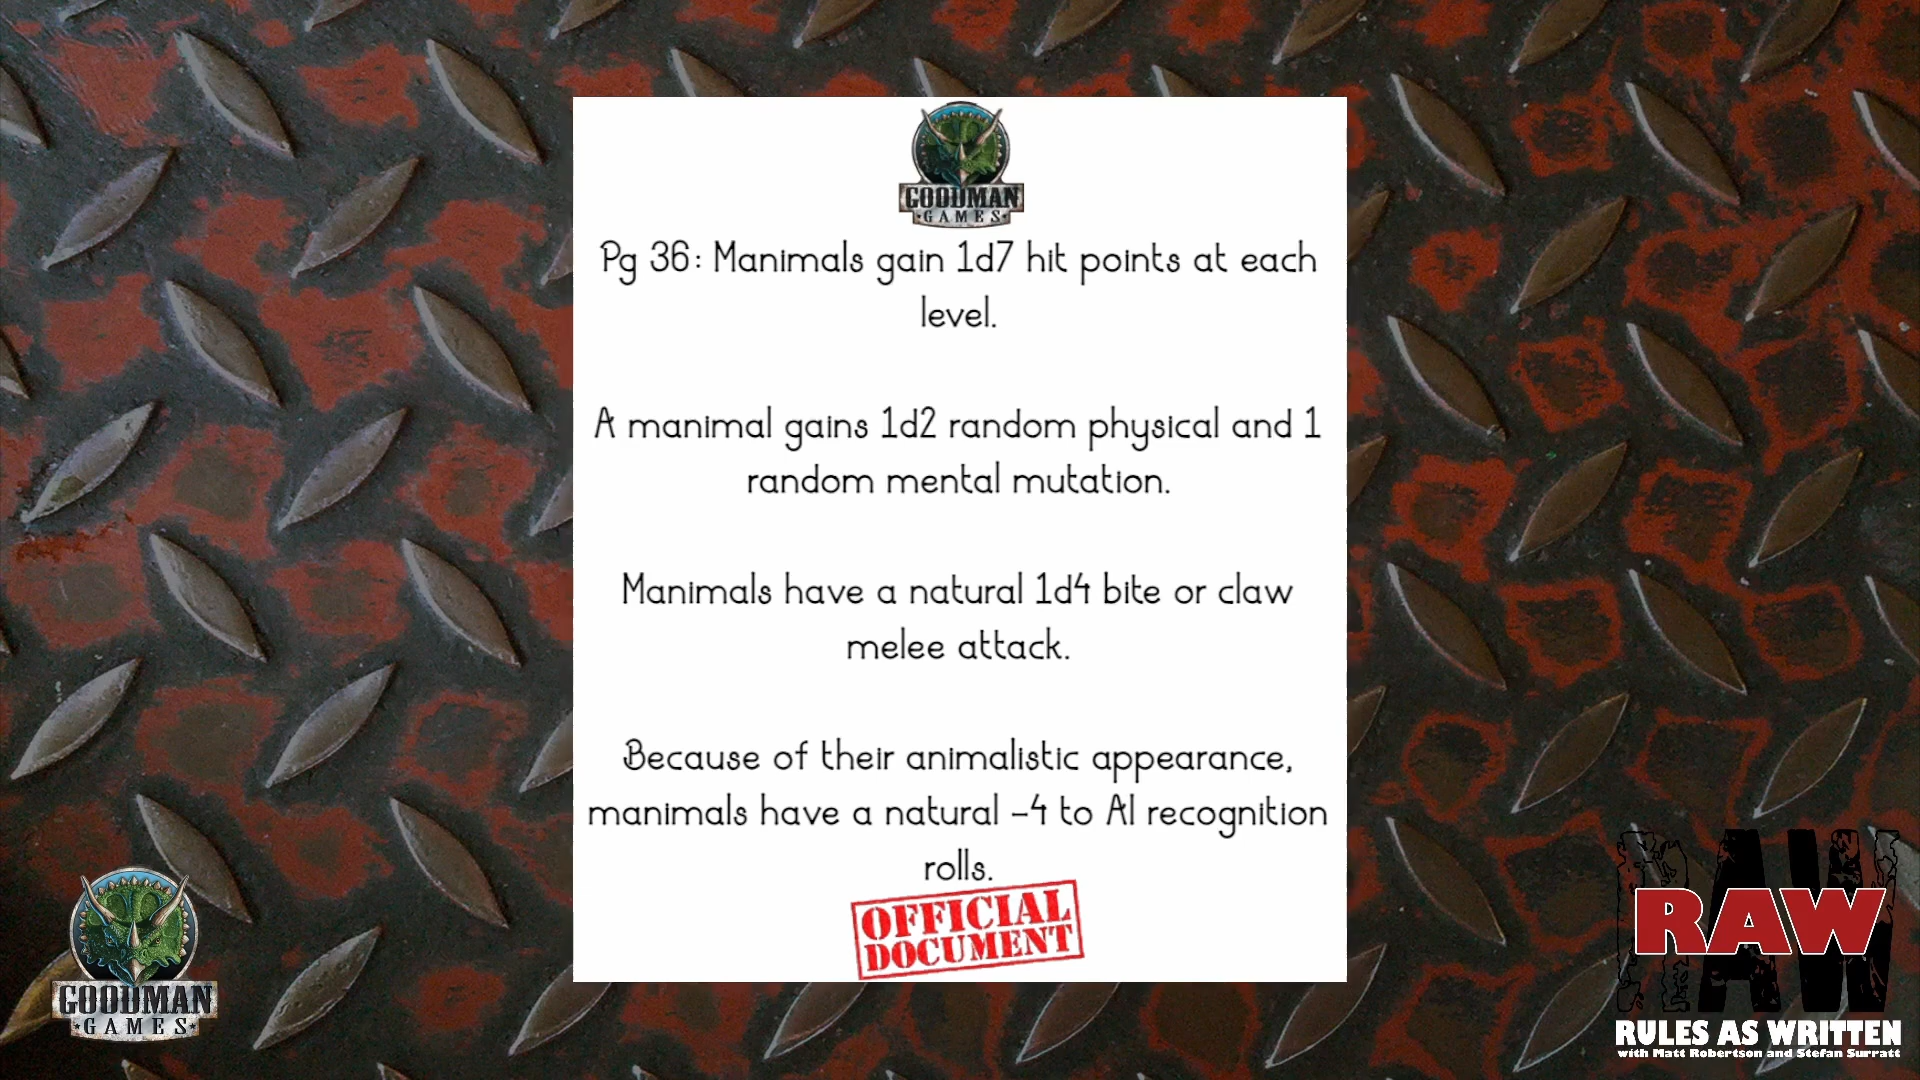 GOODMAN
GAMES
Pg 36: Manimals gain 1d7 hit points at each
level.
A manimal gains 1d2 random physical and 1
random mental mutation.
Manimals have a natural 1d4 bite or claw
melee attack.
Because of their animalistic appearance,
manimals have a natural -4 to AI recognition
rolls.
OFFICIAL
DOCUMENT
GOODMAN
GAMES
RAW
RAW
RULES AS WRITTEN
with Matt Robertson and Stefan Surratt